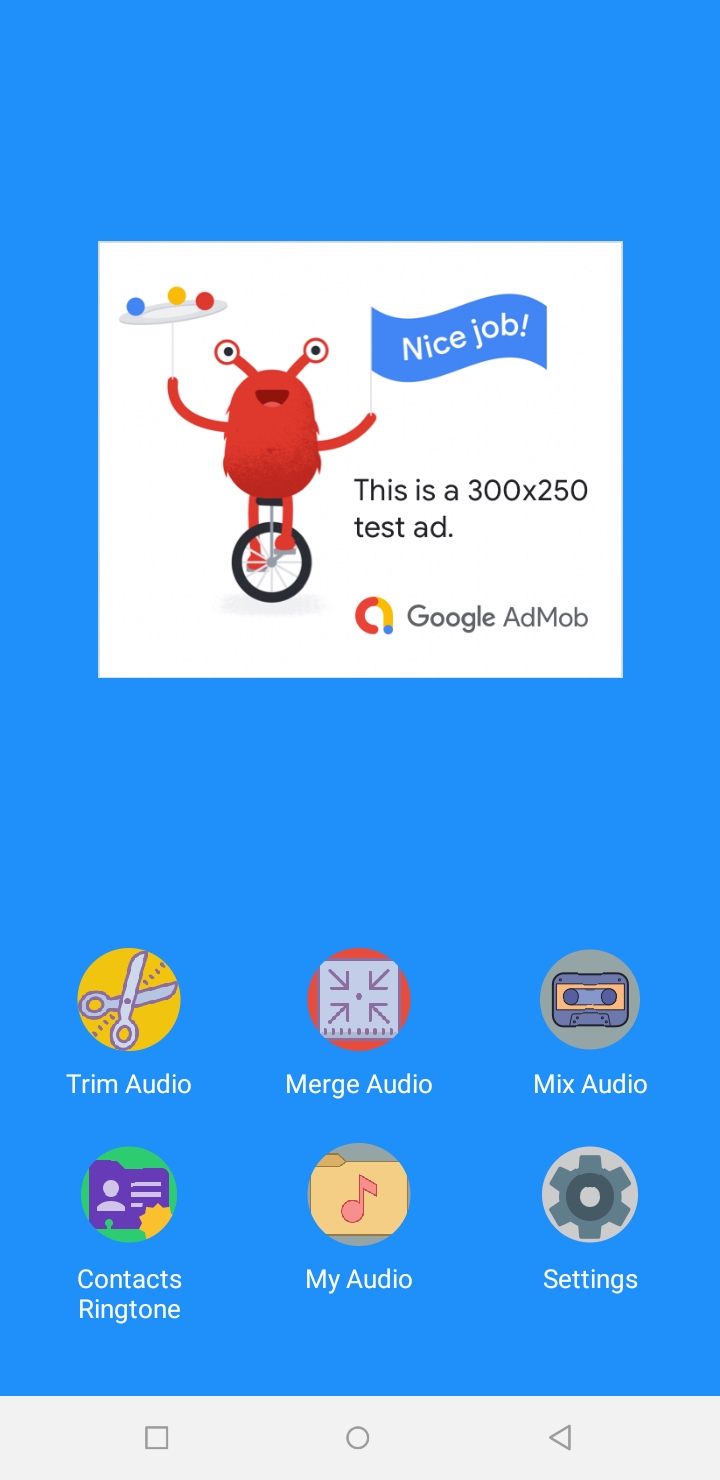 Nice job!
This is a 300x250
test ad.
Google AdMob
Trim Audio
Merge Audio
Mix Audio
Contacts
Ringtone
My Audio
Settings